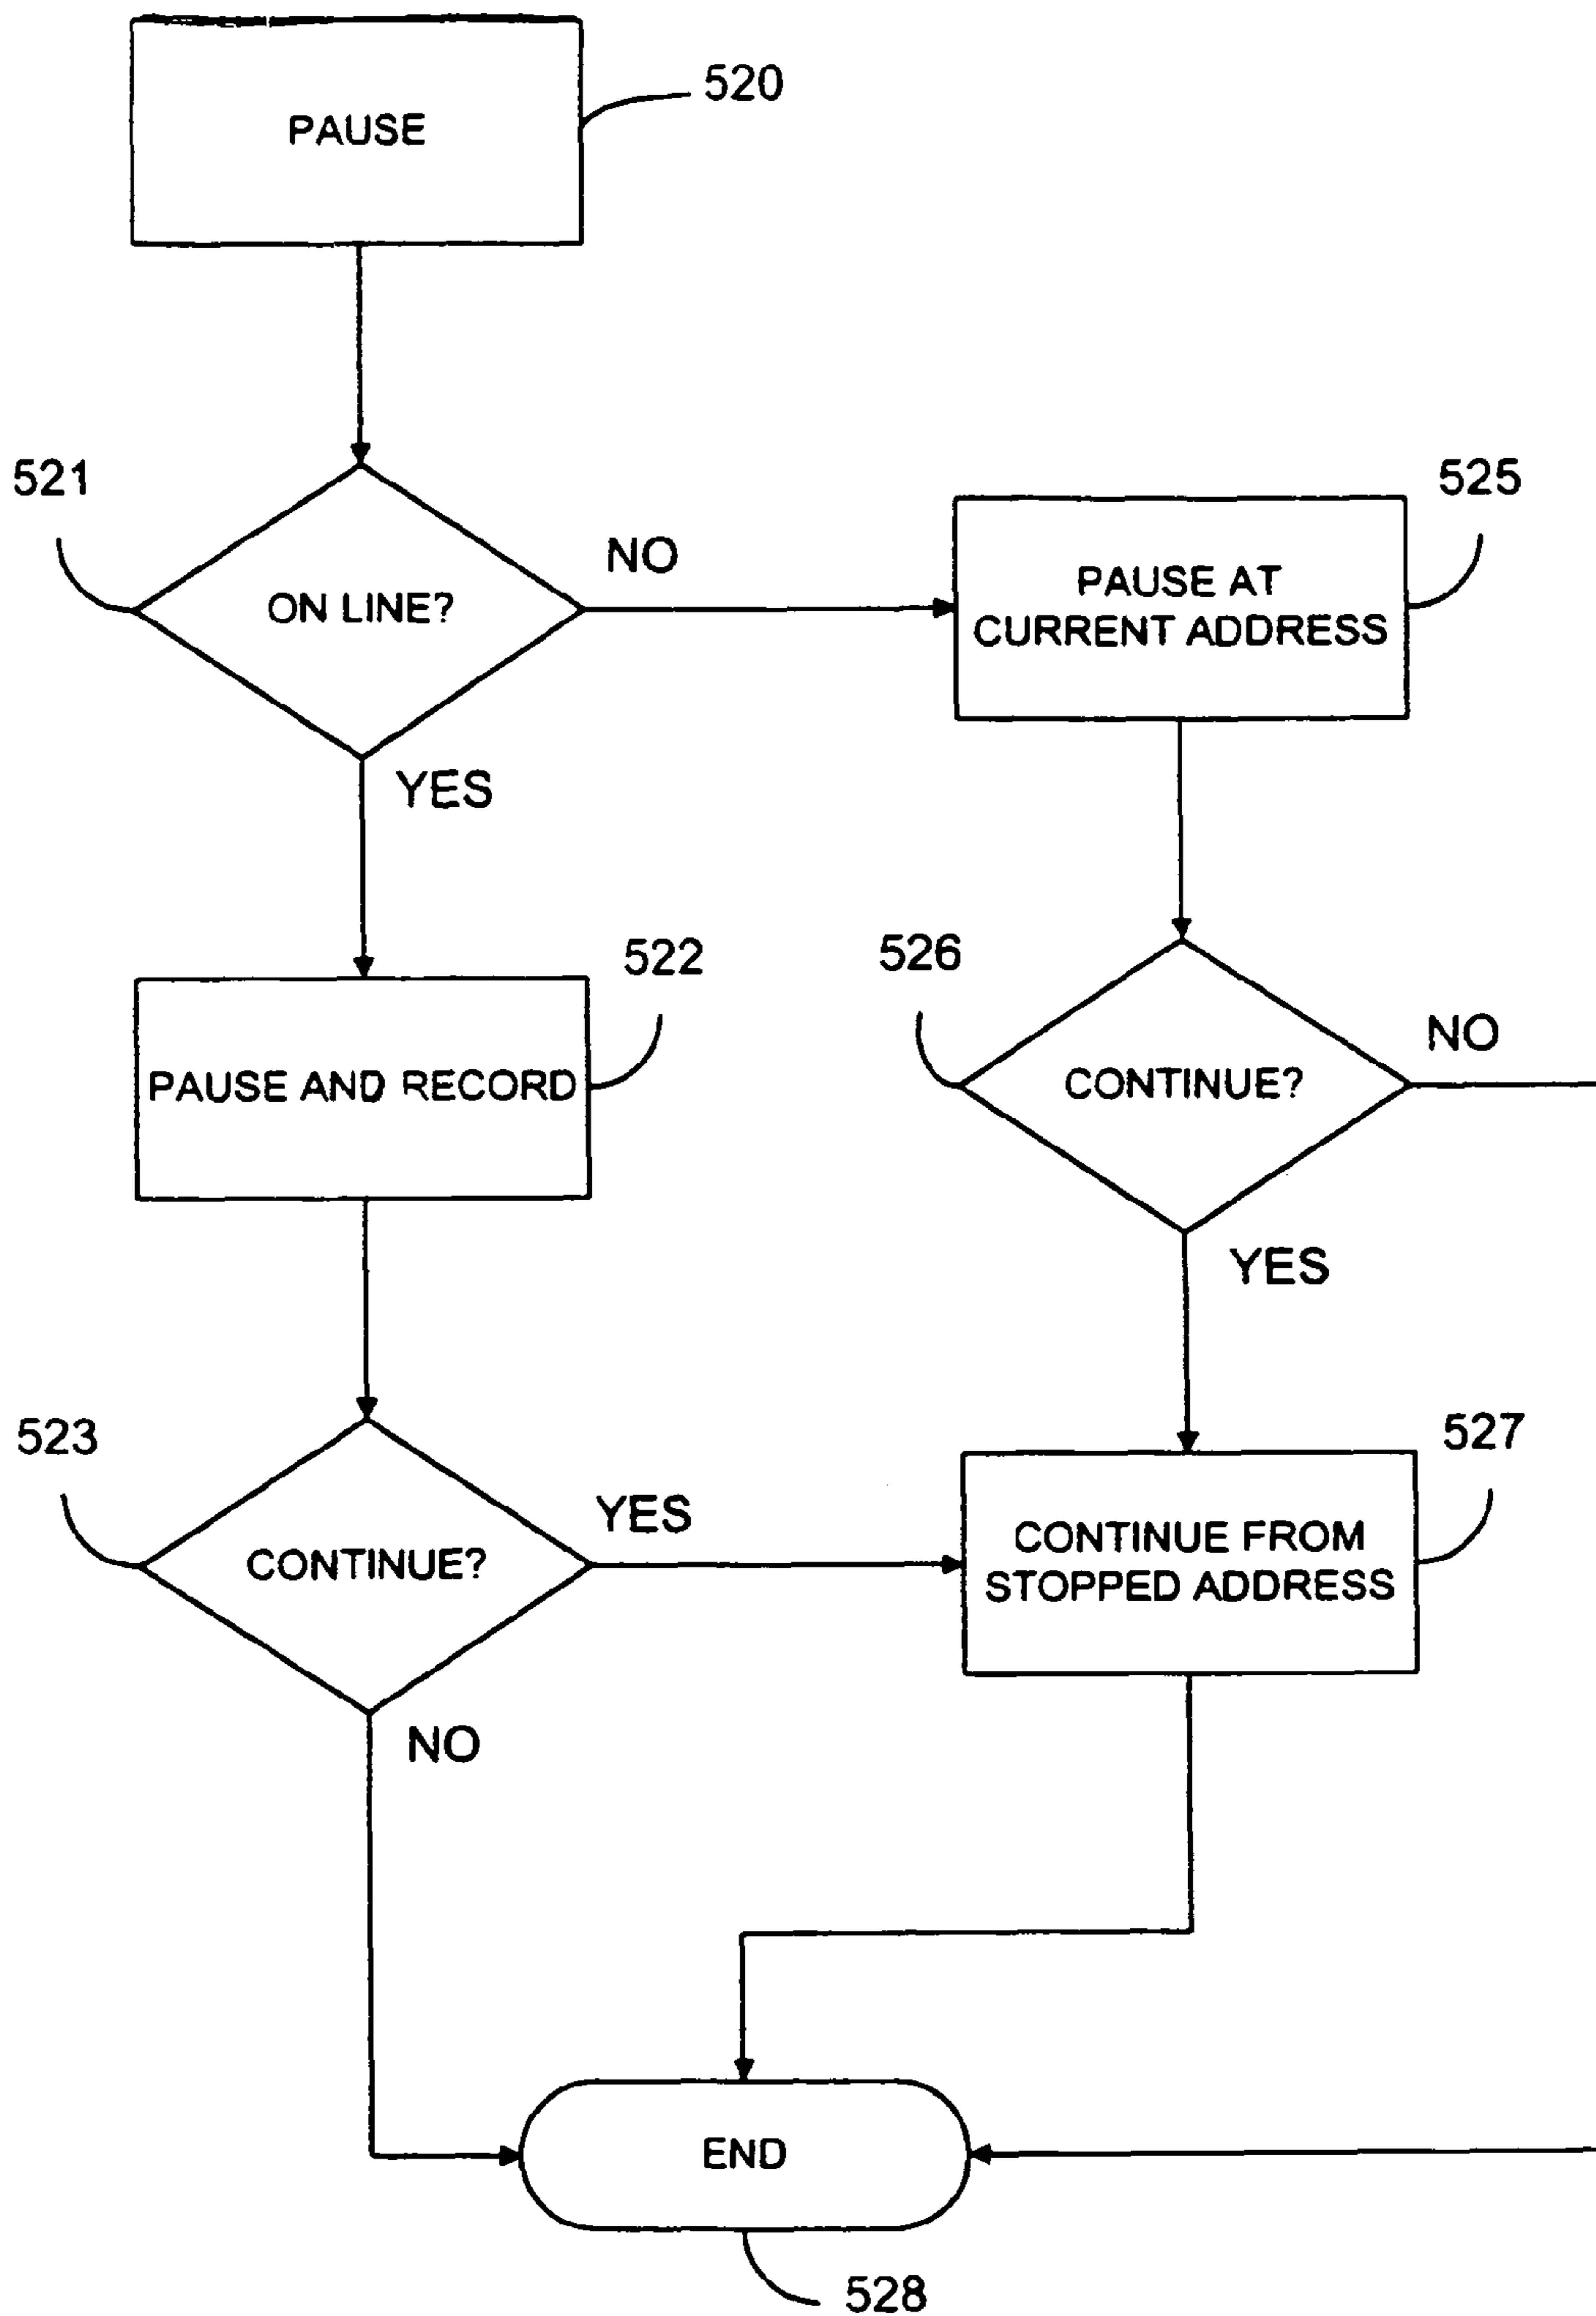 PAUSE
520
521
ON LINE?
NO
PAUSE AT
CURRENT ADDRESS
525
YES
PAUSE AND RECORD
522
526
CONTINUE?
NO
YES
523
CONTINUE?
YES
CONTINUE FROM
STOPPED ADDRESS
527
NO
END
528